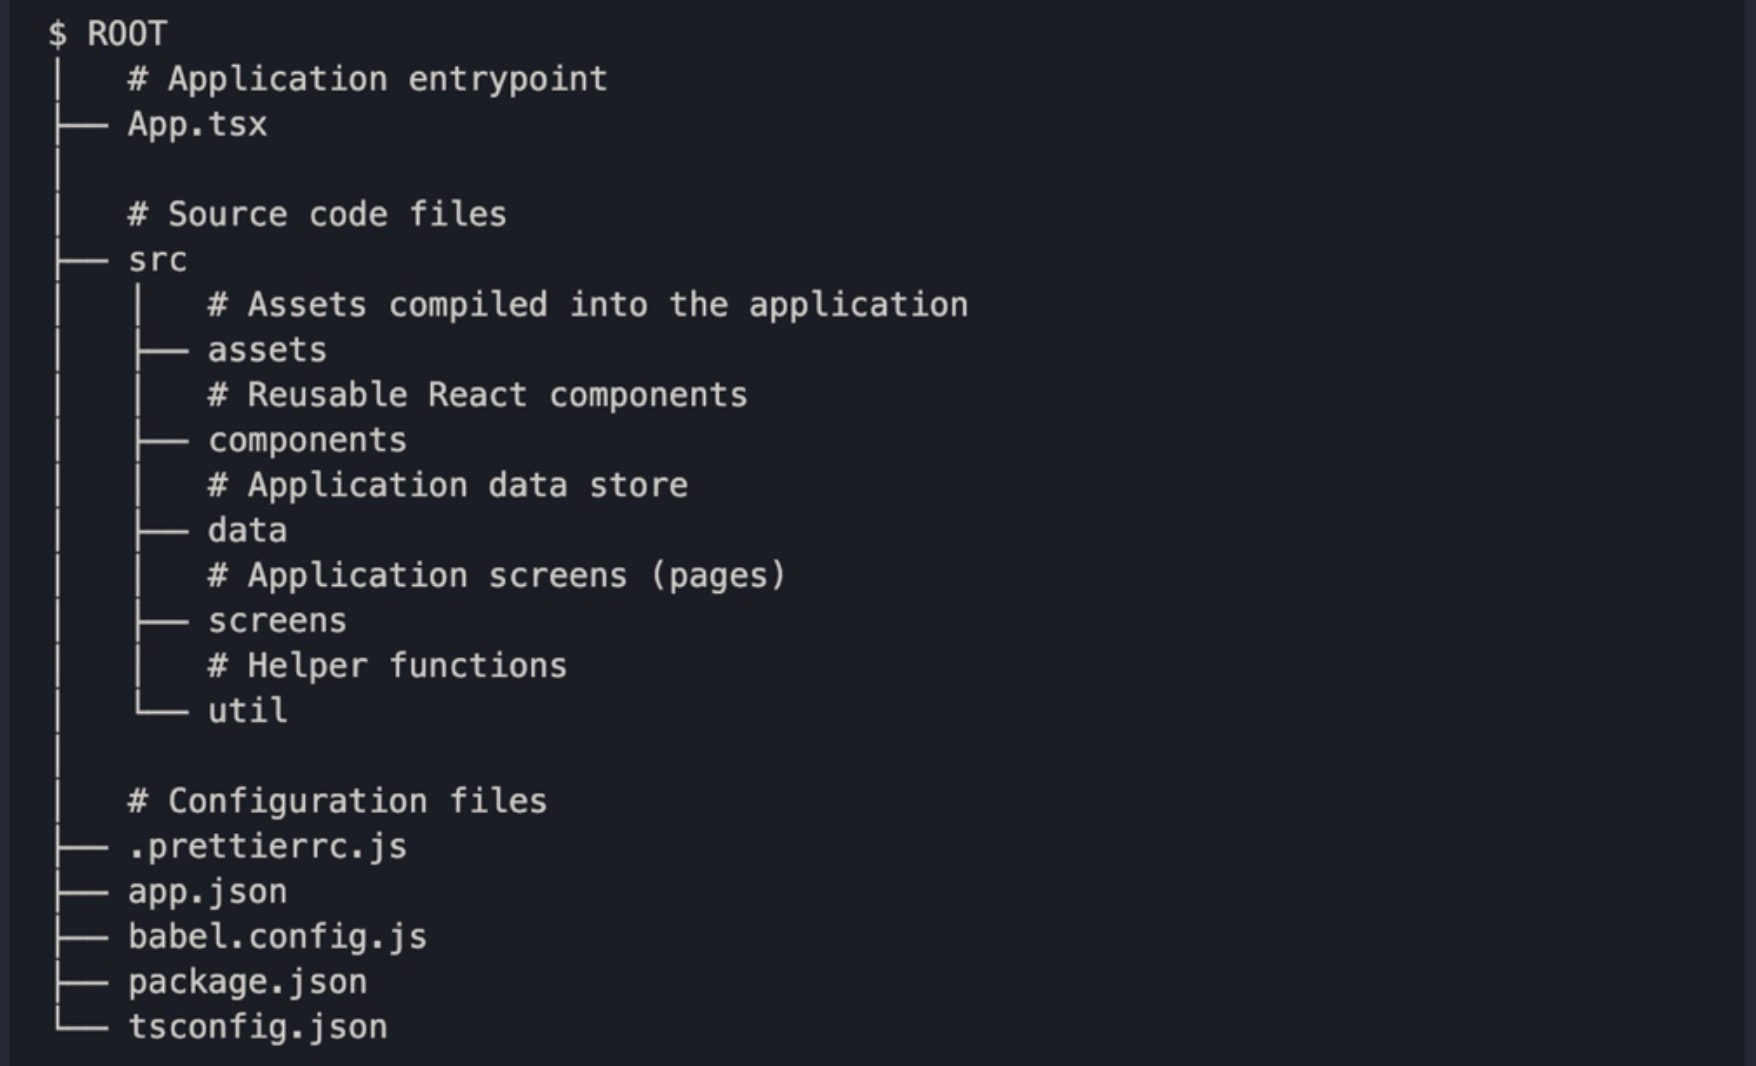 $ ROOT
│   # Application entrypoint
├── App.tsx
│
│   # Source code files
├── src
│   │   # Assets compiled into the application
│   ├── assets
│   │   # Reusable React components
│   ├── components
│   │   # Application data store
│   ├── data
│   │   # Application screens (pages)
│   ├── screens
│   │   # Helper functions
│   └── util
│
│   # Configuration files
├── .prettierrc.js
├── app.json
├── babel.config.js
├── package.json
└── tsconfig.json